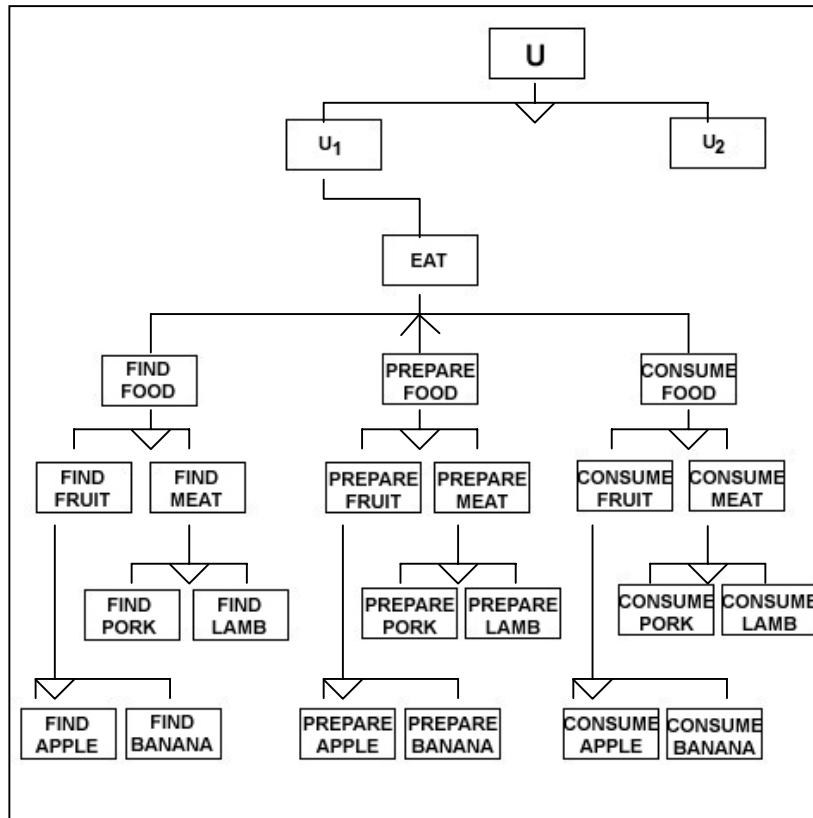 U
U1
U2
EAT
FIND
FOOD
PREPARE
FOOD
CONSUME
FOOD
FIND
FRUIT
FIND
MEAT
PREPARE
FRUIT
PREPARE
MEAT
CONSUME
FRUIT
CONSUME
MEAT
FIND
PORK
FIND
LAMB
PREPARE
PORK
PREPARE
LAMB
CONSUME
PORK
CONSUME
LAMB
FIND
APPLE
FIND
BANANA
PREPARE
APPLE
PREPARE
BANANA
CONSUME
APPLE
CONSUME
BANANA